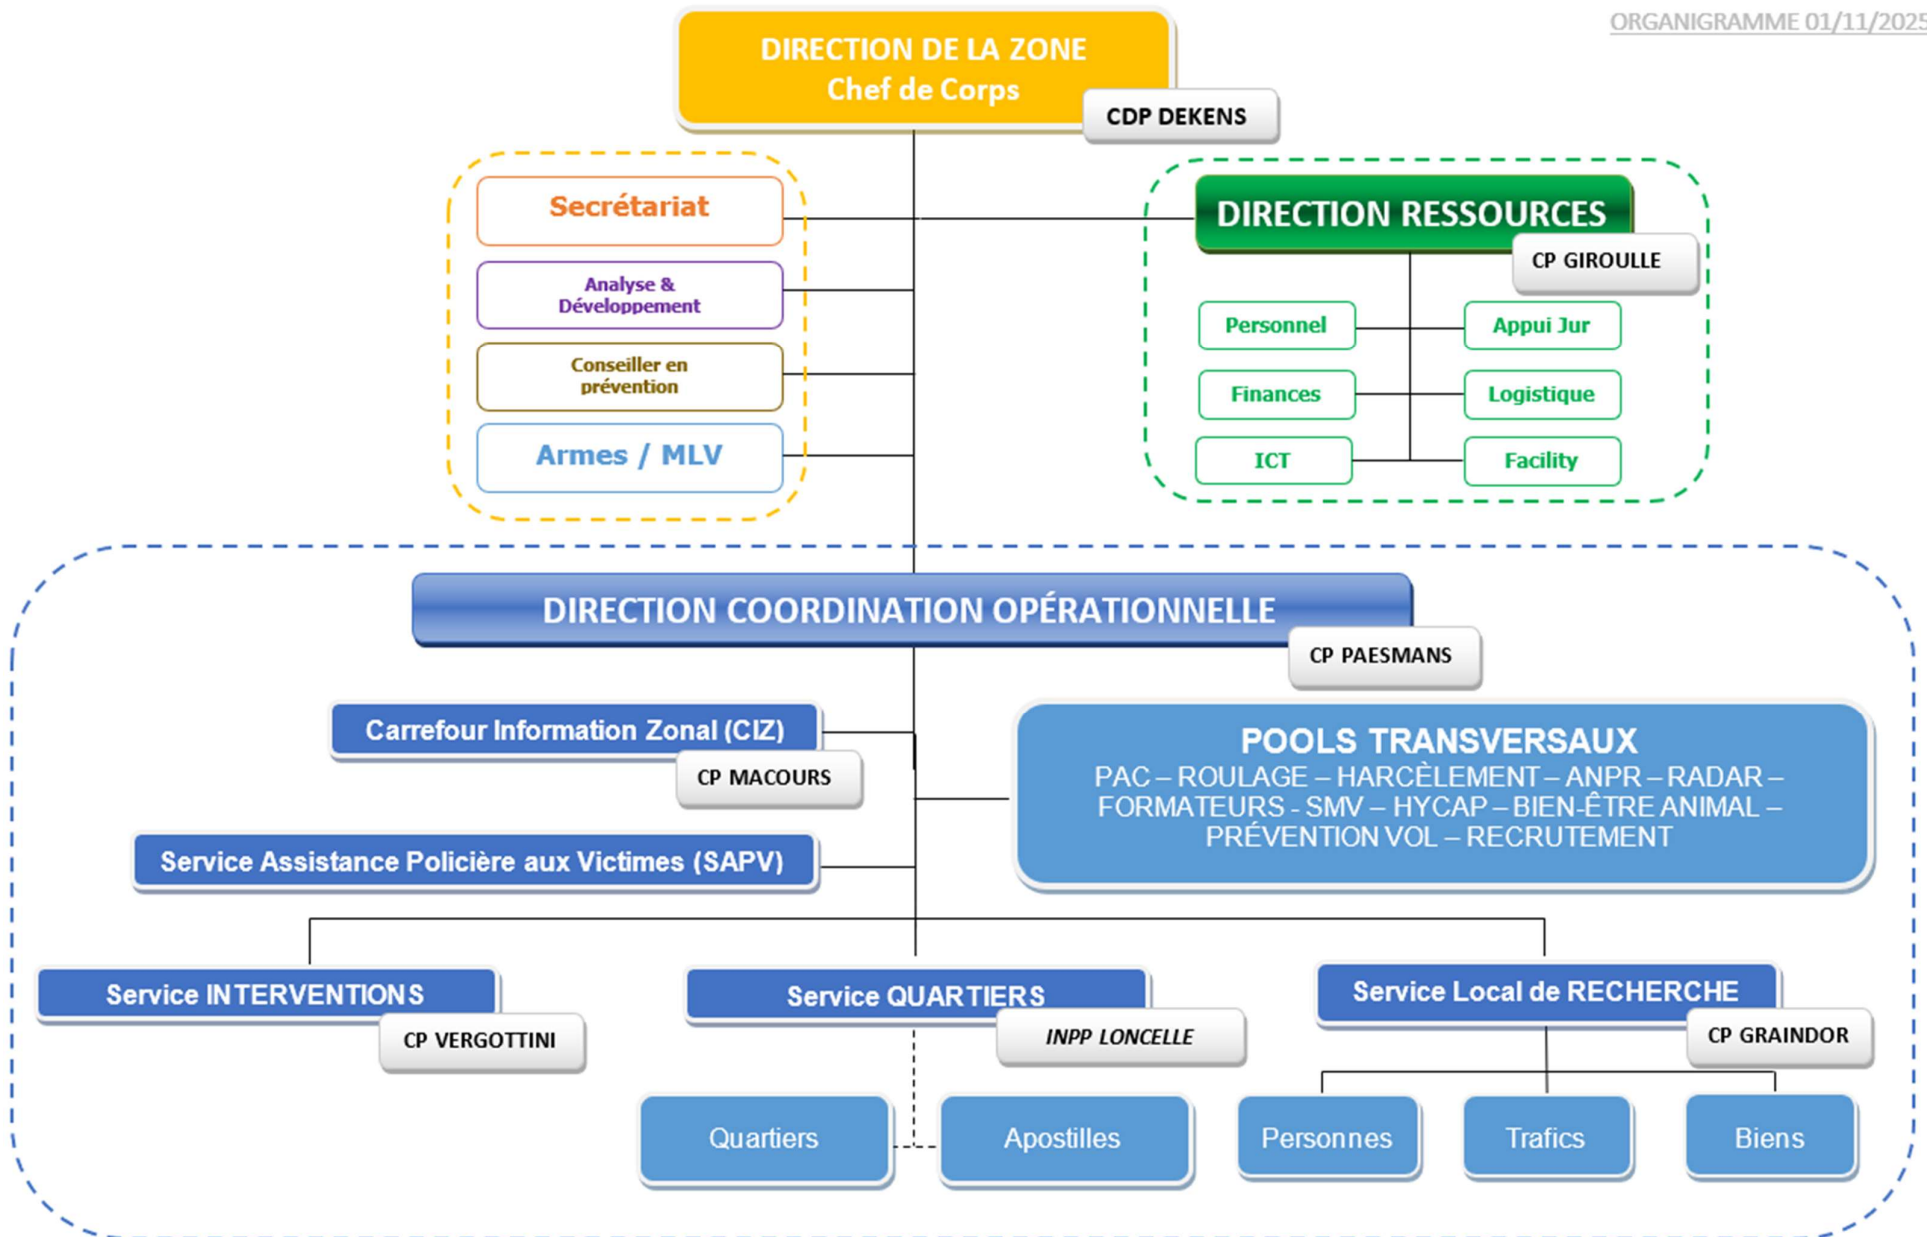 ORGANIGRAMME 01/11/2025
DIRECTION DE LA ZONE
Chef de Corps
CDP DEKENS
Secrétariat
Analyse &
Développement
Conseiller en
prévention
Armes / MLV
DIRECTION RESSOURCES
CP GIROULLE
Personnel
Appui Jur
Finances
Logistique
ICT
Facility
DIRECTION COORDINATION OPÉRATIONNELLE
CP PAESMANS
Carrefour Information Zonal (CIZ)
CP MACOURS
Service Assistance Policière aux Victimes (SAPV)
POOLS TRANSVERSAUX
PAC – ROULAGE – HARCÈLEMENT – ANPR – RADAR –
FORMATEURS - SMV – HYCAP – BIEN-ÊTRE ANIMAL –
PRÉVENTION VOL – RECRUTEMENT
Service INTERVENTIONS
CP VERGOTTINI
Service QUARTIERS
INPP LONCELLE
Service Local de RECHERCHE
CP GRAINDOR
Quartiers
Apostilles
Personnes
Trafics
Biens